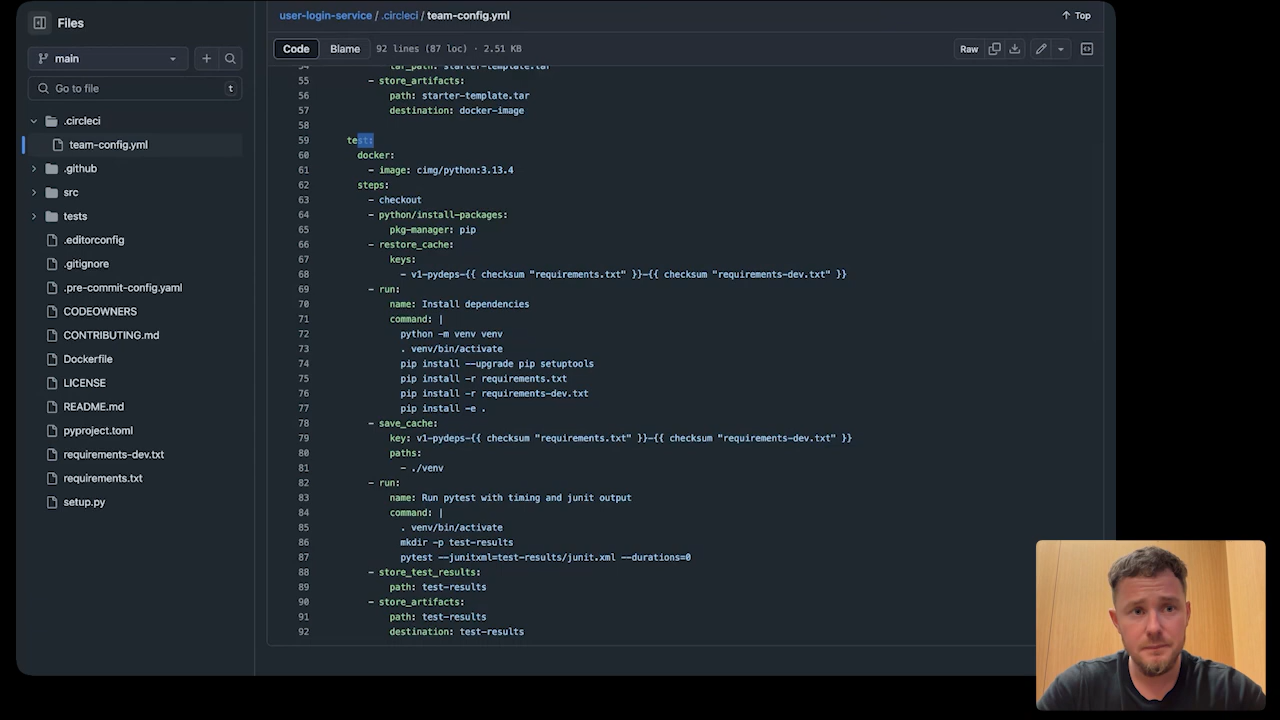 Files
main
Go to file
t
.circleci
team-config.yml
.github
src
tests
.editorconfig
.gitignore
.pre-commit-config.yaml
CODEOWNERS
CONTRIBUTING.md
Dockerfile
LICENSE
README.md
pyproject.toml
requirements-dev.txt
requirements.txt
setup.py
user-login-service / .circleci / team-config.yml
Top
Code Blame 92 lines (87 loc) · 2.51 KB
Raw
54 tar_path: starter-template.tar
55 - store_artifacts:
56 path: starter-template.tar
57 destination: docker-image
58
59 test:
60 docker:
61 - image: cimg/python:3.13.4
62 steps:
63 - checkout
64 - python/install-packages:
65 pkg-manager: pip
66 - restore_cache:
67 keys:
68 - v1-pydeps-{{ checksum "requirements.txt" }}-{{ checksum "requirements-dev.txt" }}
69 - run:
70 name: Install dependencies
71 command: |
72 python -m venv venv
73 . venv/bin/activate
74 pip install --upgrade pip setuptools
75 pip install -r requirements.txt
76 pip install -r requirements-dev.txt
77 pip install -e .
78 - save_cache:
79 key: v1-pydeps-{{ checksum "requirements.txt" }}-{{ checksum "requirements-dev.txt" }}
80 paths:
81 - ./venv
82 - run:
83 name: Run pytest with timing and junit output
84 command: |
85 . venv/bin/activate
86 mkdir -p test-results
87 pytest --junitxml=test-results/junit.xml --durations=0
88 - store_test_results:
89 path: test-results
90 - store_artifacts:
91 path: test-results
92 destination: test-results